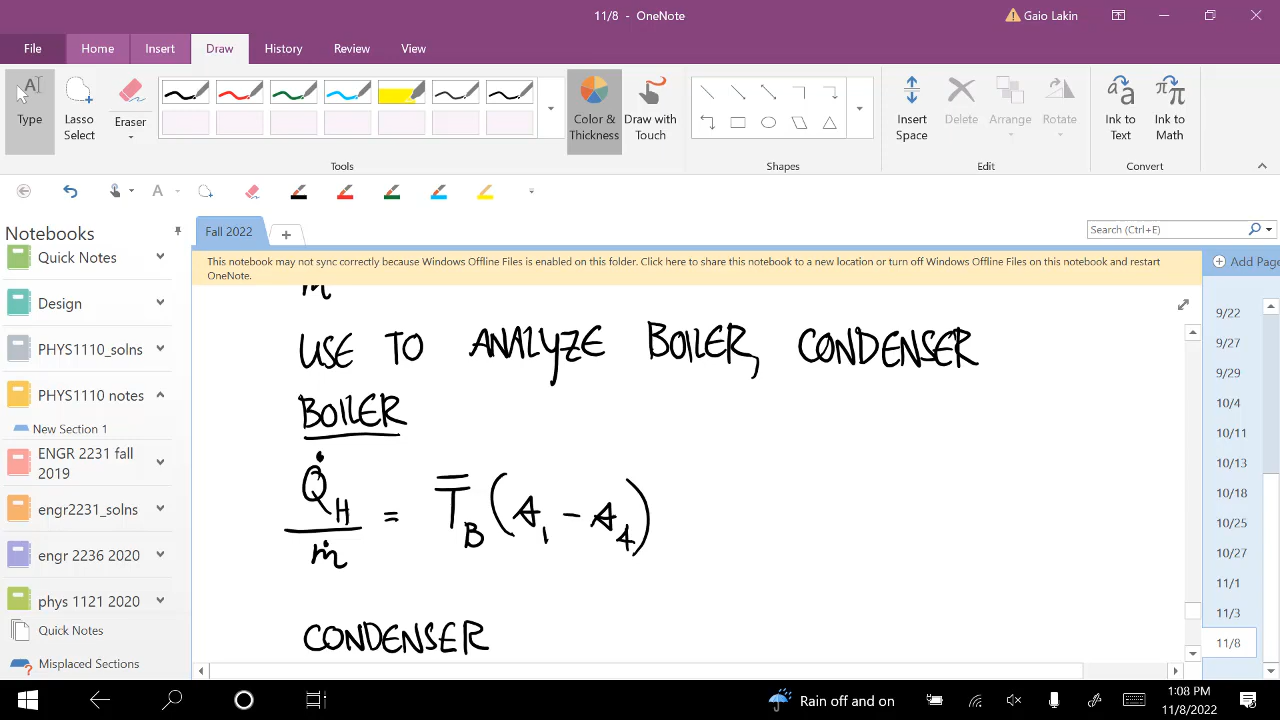 11/8 - OneNote
Gaio Lakin
File Home Insert Draw History Review View
Type
Lasso Select
Eraser
Color & Thickness
Draw with Touch
Insert Space
Delete
Arrange
Rotate
Ink to Text
Ink to Math
Tools
Shapes
Edit
Convert
Notebooks
Fall 2022
Search (Ctrl+E)
Quick Notes
Design
PHYS1110_solns
PHYS1110 notes
New Section 1
ENGR 2231 fall 2019
engr2231_solns
engr 2236 2020
phys 1121 2020
Quick Notes
Misplaced Sections
This notebook may not sync correctly because Windows Offline Files is enabled on this folder. Click here to share this notebook to a new location or turn off Windows Offline Files on this notebook and restart
OneNote.
ṁ
USE TO ANALYZE BOILER, CONDENSER
BOILER
Q̇_H / ṁ = T̿_B (s_1 - s_4)
CONDENSER
Add Page
9/22
9/27
9/29
10/4
10/11
10/13
10/18
10/25
10/27
11/1
11/3
11/8
Rain off and on
1:08 PM
11/8/2022